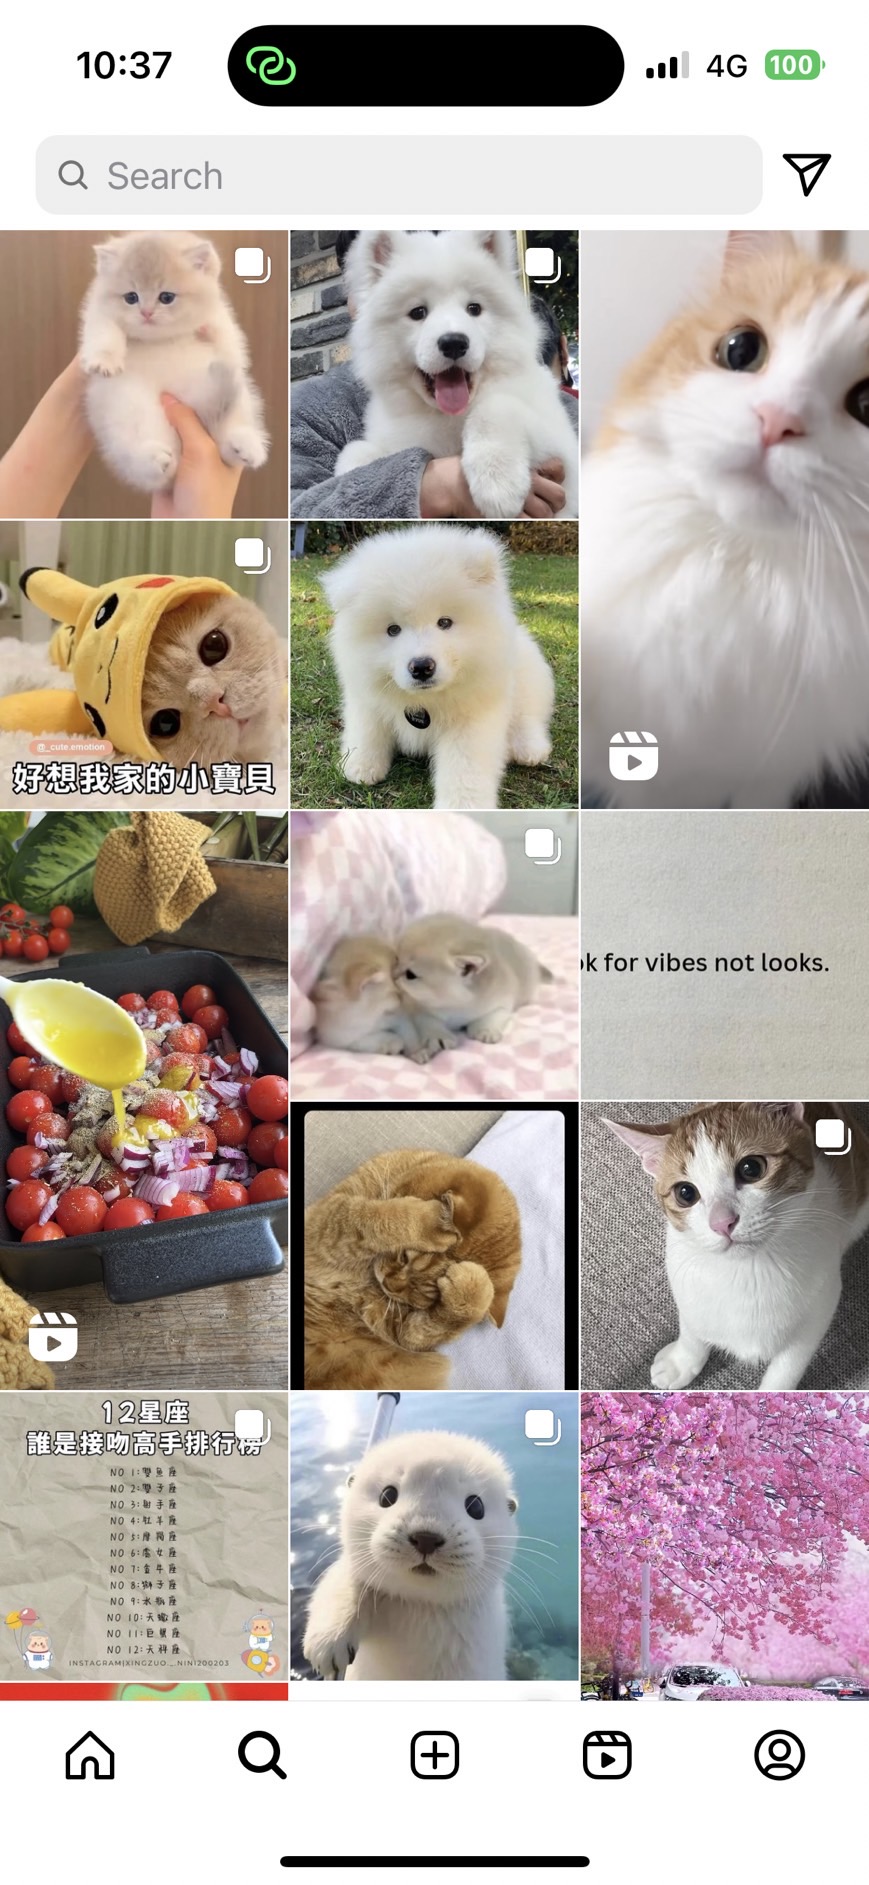 10:37
4G
100
Search
@_cute.emotion
好想我家的小寶貝
ok for vibes not looks.
12星座
誰是接吻高手排行榜
NO 1:雙魚座
NO 2:雙子座
NO 3:射手座
NO 4:牡羊座
NO 5:摩羯座
NO 6:處女座
NO 7:金牛座
NO 8:獅子座
NO 9:水瓶座
NO 10:天蠍座
NO 11:巨蟹座
NO 12:天秤座
INSTAGRAM|XINGZUO._.NINI200203